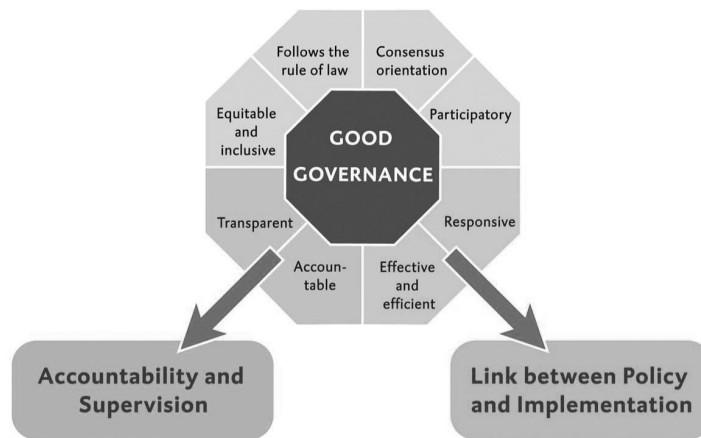 Follows the
rule of law
Consensus
orientation
Equitable
and
inclusive
Participatory
GOOD
GOVERNANCE
Transparent
Responsive
Accoun-
table
Effective
and
efficient
Accountability and
Supervision
Link between Policy
and Implementation